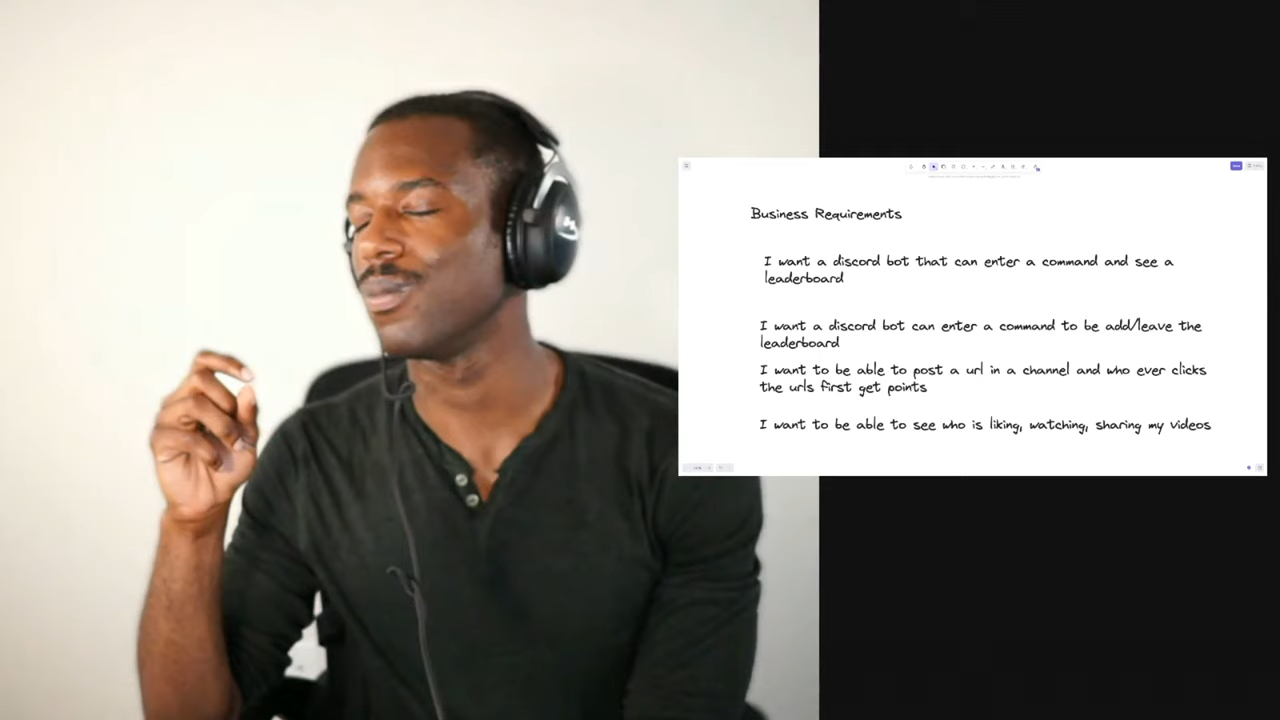 Business Requirements
I want a discord bot that can enter a command and see a
leaderboard
I want a discord bot can enter a command to be add/leave the
leaderboard
I want to be able to post a url in a channel and who ever clicks
the urls first get points
I want to be able to see who is liking, watching, sharing my videos